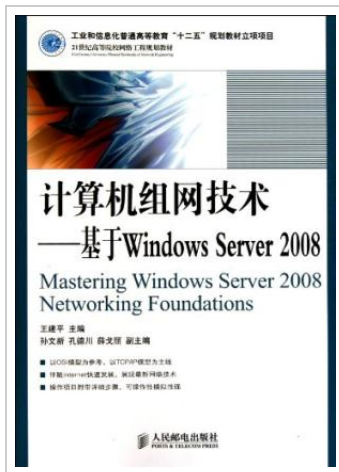 工业和信息化普通高等教育“十二五”规划教材立项项目
21世纪高等院校网络工程规划教材
计算机组网技术
——基于Windows Server 2008
Mastering Windows Server 2008
Networking Foundations
王建平 主编
孙文新 孔德川 薛戈丽 副主编
■ 以OSI模型为参考，以TCP/IP模型为主线
■ 伴随Internet快速发展，展现最新网络技术
■ 操作项目附带详细步骤，可操作性模拟性强
人民邮电出版社
POSTS & TELECOM PRESS